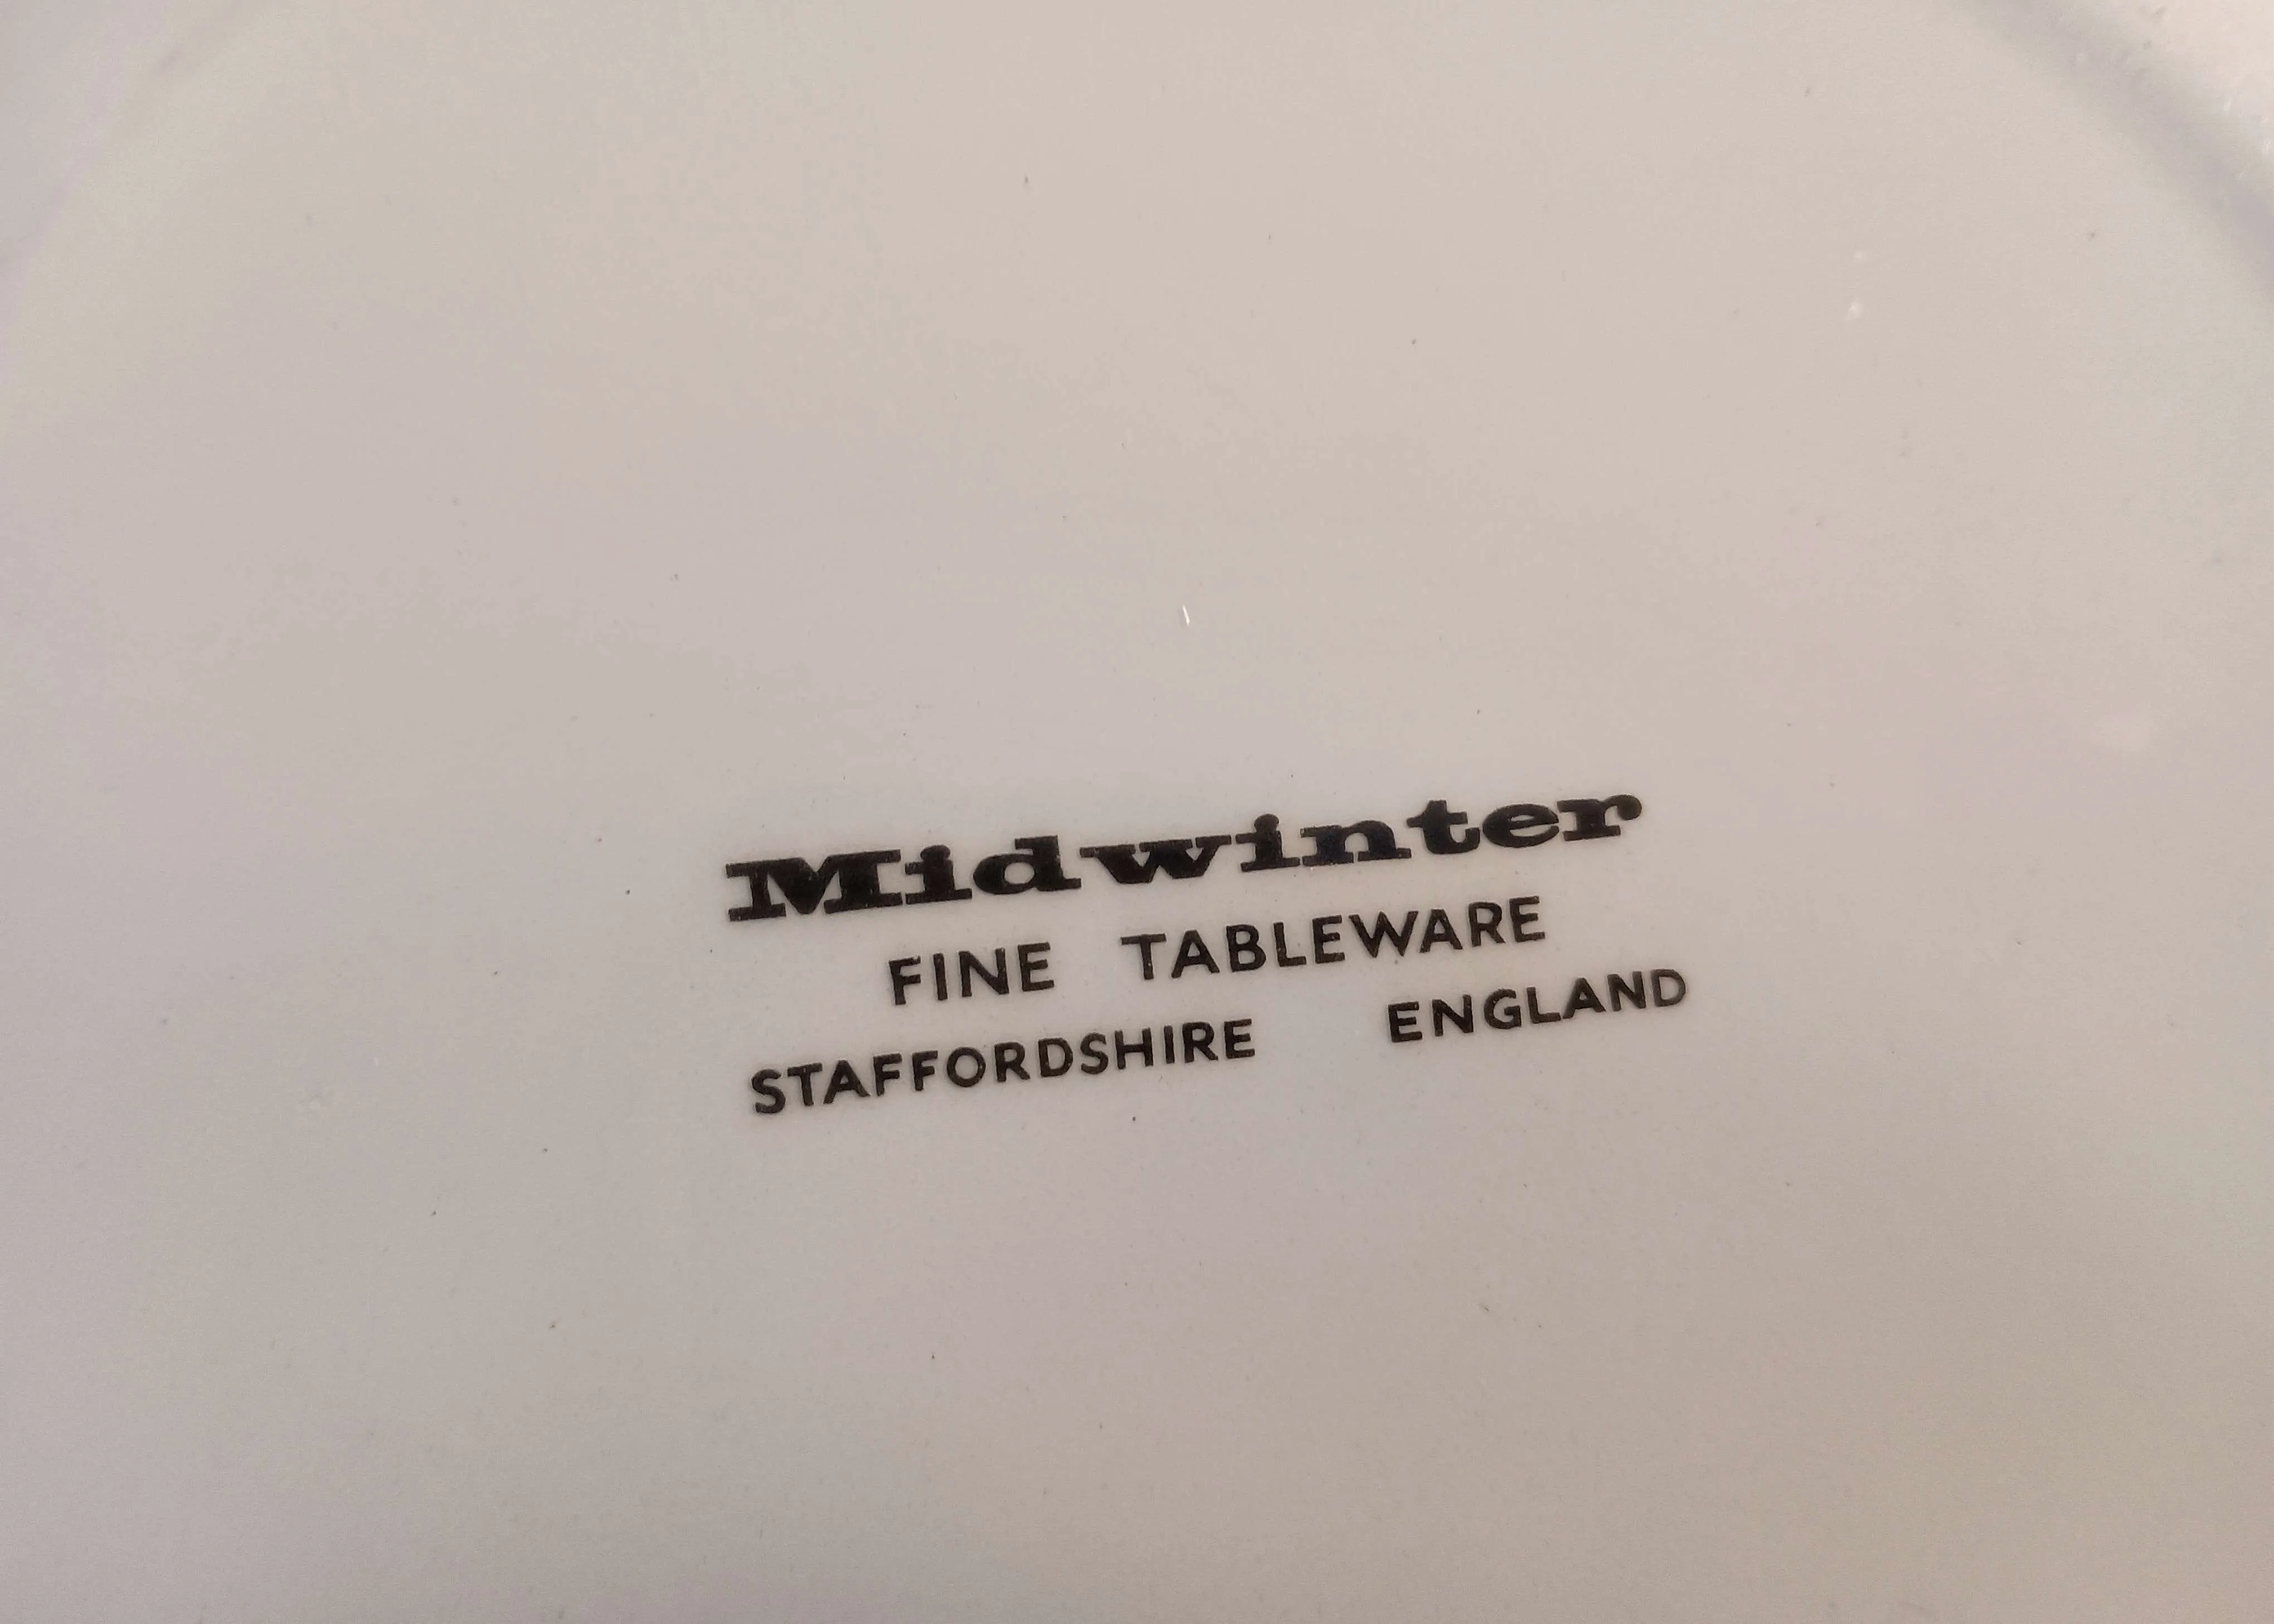 Midwinter
FINE TABLEWARE
STAFFORDSHIRE ENGLAND